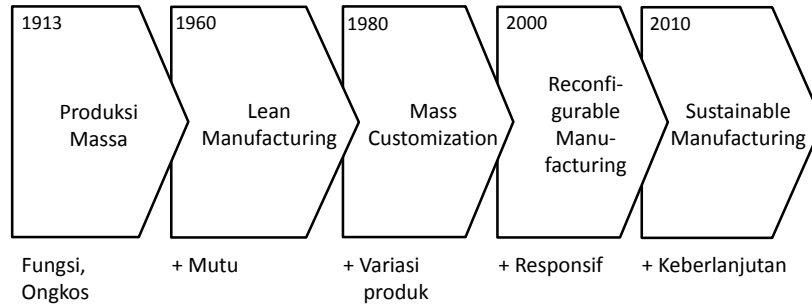 1913
Produksi
Massa
1960
Lean
Manufacturing
1980
Mass
Customization
2000
Reconfi-
gurable
Manu-
facturing
2010
Sustainable
Manufacturing
Fungsi,
Ongkos
+ Mutu
+ Variasi
produk
+ Responsif
+ Keberlanjutan